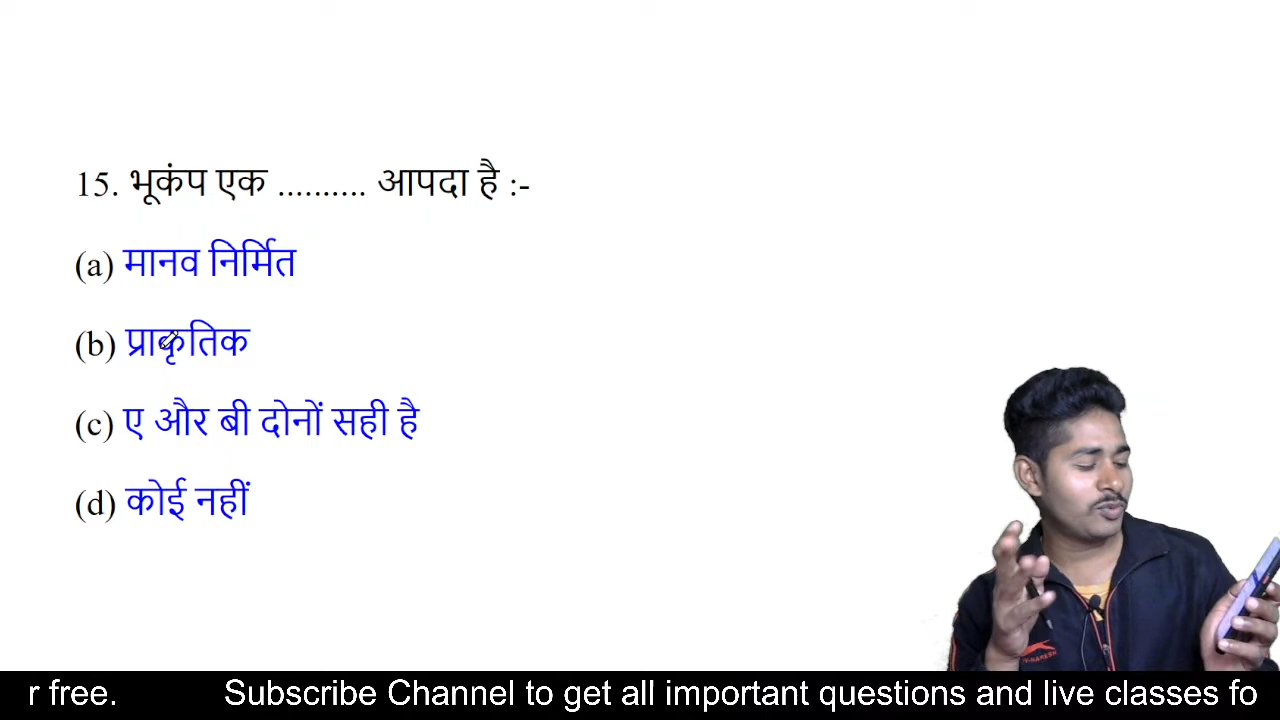 15. भूकंप एक .......... आपदा है :-
(a) मानव निर्मित
(b) प्राकृतिक
(c) ए और बी दोनों सही है
(d) कोई नहीं
r free. Subscribe Channel to get all important questions and live classes fo